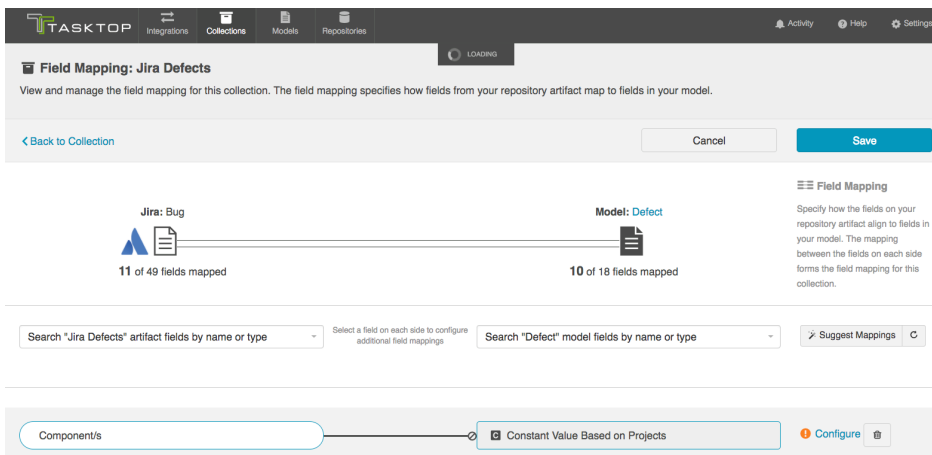 TASKTOP
Integrations
Collections
Models
Repositories
Activity
Help
Settings
LOADING
Field Mapping: Jira Defects
View and manage the field mapping for this collection. The field mapping specifies how fields from your repository artifact map to fields in your model.
Back to Collection
Cancel
Save
Jira: Bug
Model: Defect
11 of 49 fields mapped
10 of 18 fields mapped
Field Mapping
Specify how the fields on your
repository artifact align to fields in
your model. The mapping
between the fields on each side
forms the field mapping for this
collection.
Search "Jira Defects" artifact fields by name or type
Select a field on each side to configure
additional field mappings
Search "Defect" model fields by name or type
Suggest Mappings
Component/s
C Constant Value Based on Projects
Configure